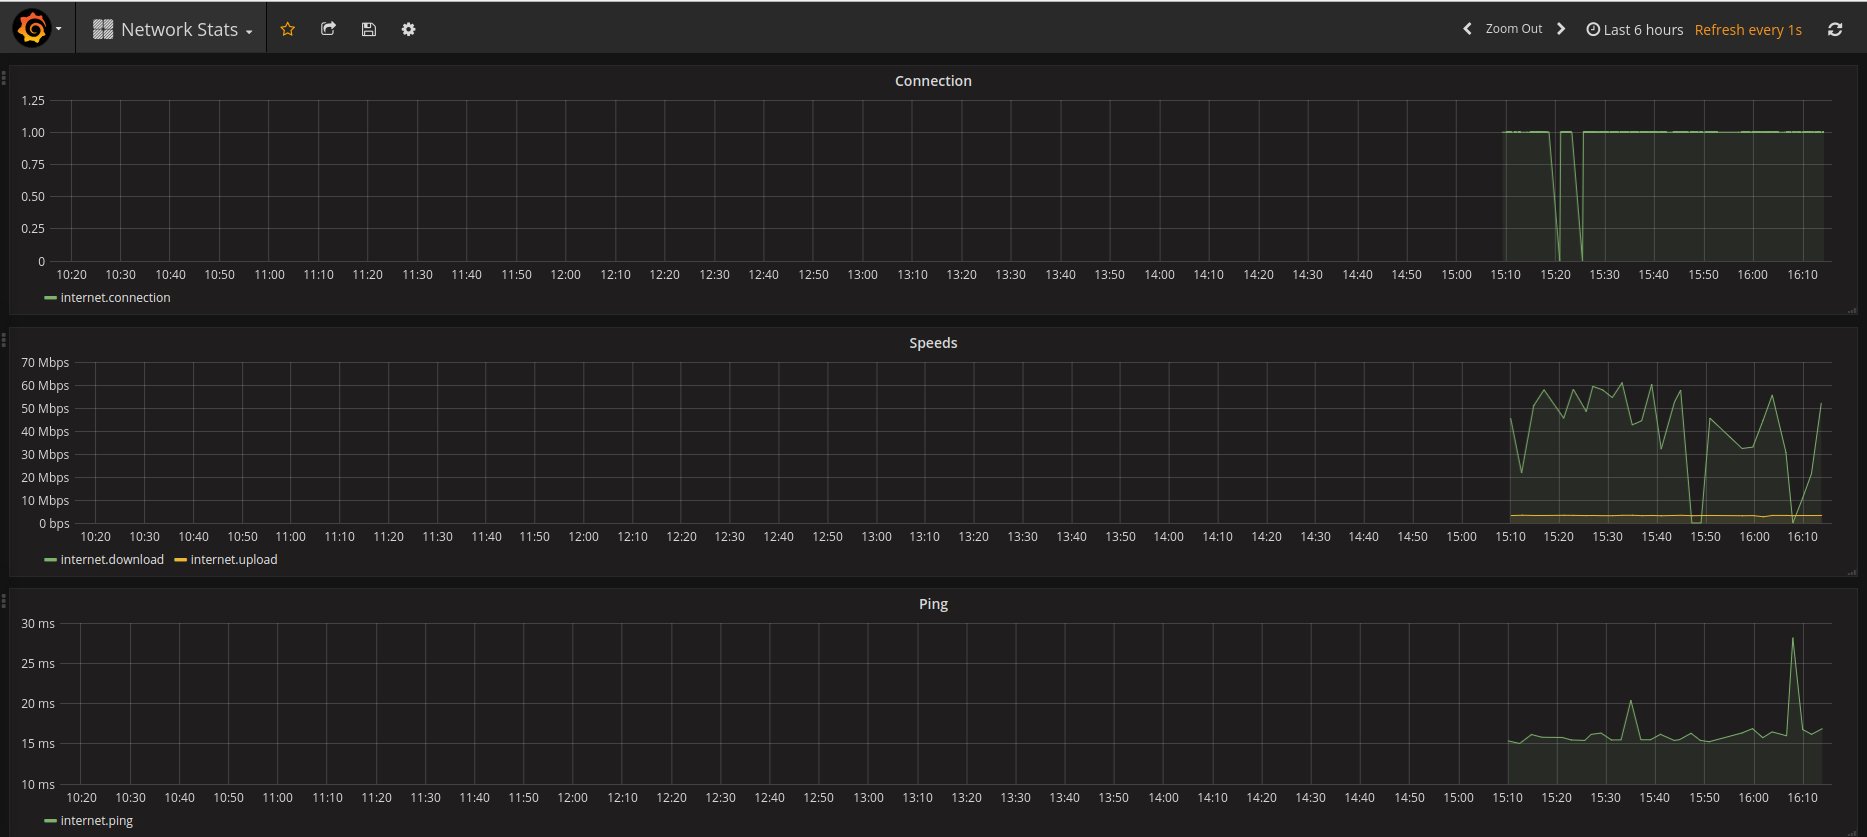 Network Stats
Zoom Out
Last 6 hours
Refresh every 1s
Connection
1.25
1.00
0.75
0.50
0.25
0
10:20 10:30 10:40 10:50 11:00 11:10 11:20 11:30 11:40 11:50 12:00 12:10 12:20 12:30 12:40 12:50 13:00 13:10 13:20 13:30 13:40 13:50 14:00 14:10 14:20 14:30 14:40 14:50 15:00 15:10 15:20 15:30 15:40 15:50 16:00 16:10
internet.connection
Speeds
70 Mbps
60 Mbps
50 Mbps
40 Mbps
30 Mbps
20 Mbps
10 Mbps
0 bps
10:20 10:30 10:40 10:50 11:00 11:10 11:20 11:30 11:40 11:50 12:00 12:10 12:20 12:30 12:40 12:50 13:00 13:10 13:20 13:30 13:40 13:50 14:00 14:10 14:20 14:30 14:40 14:50 15:00 15:10 15:20 15:30 15:40 15:50 16:00 16:10
internet.download internet.upload
Ping
30 ms
25 ms
20 ms
15 ms
10 ms
10:20 10:30 10:40 10:50 11:00 11:10 11:20 11:30 11:40 11:50 12:00 12:10 12:20 12:30 12:40 12:50 13:00 13:10 13:20 13:30 13:40 13:50 14:00 14:10 14:20 14:30 14:40 14:50 15:00 15:10 15:20 15:30 15:40 15:50 16:00 16:10
internet.ping